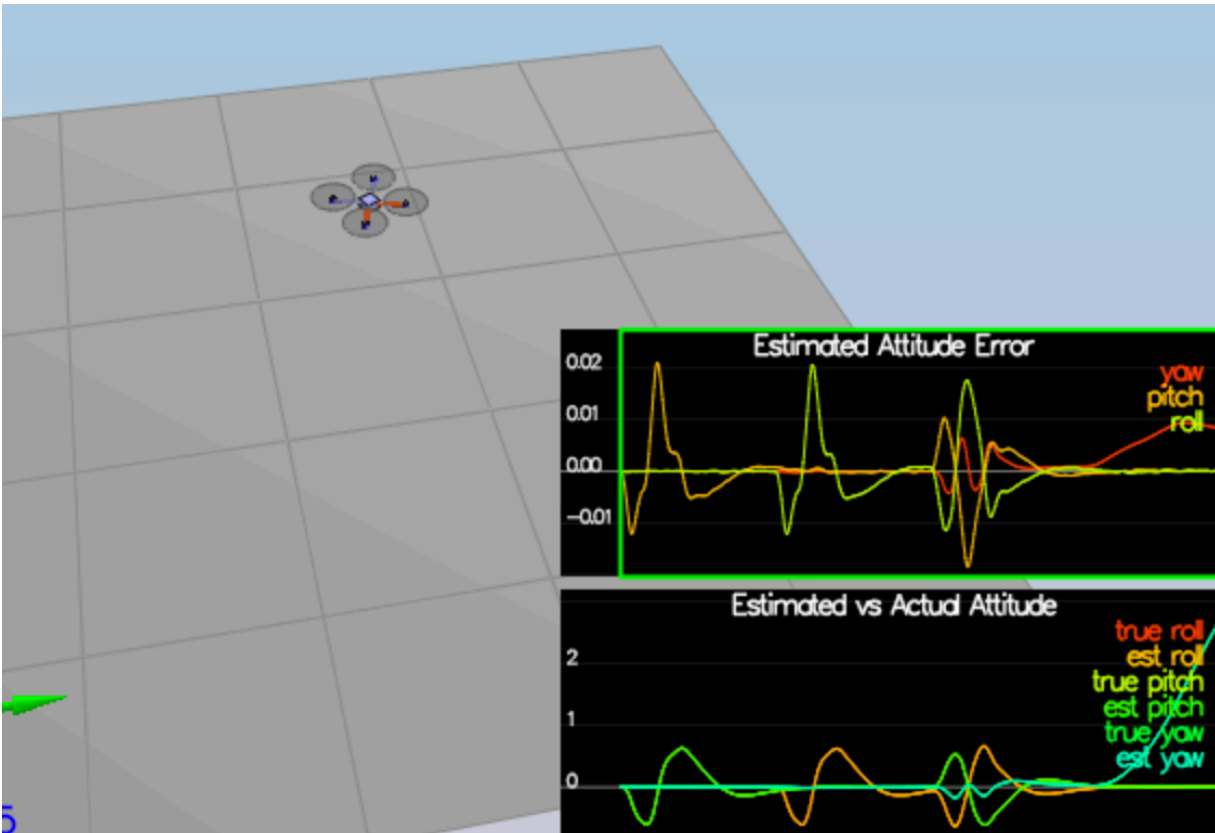 Estimated Attitude Error
0.02
yaw
pitch
0.01
roll
0.00
-0.01
Estimated vs Actual Attitude
true roll
2
est roll
true pitch
est pitch
1
true yaw
est yaw
0
5